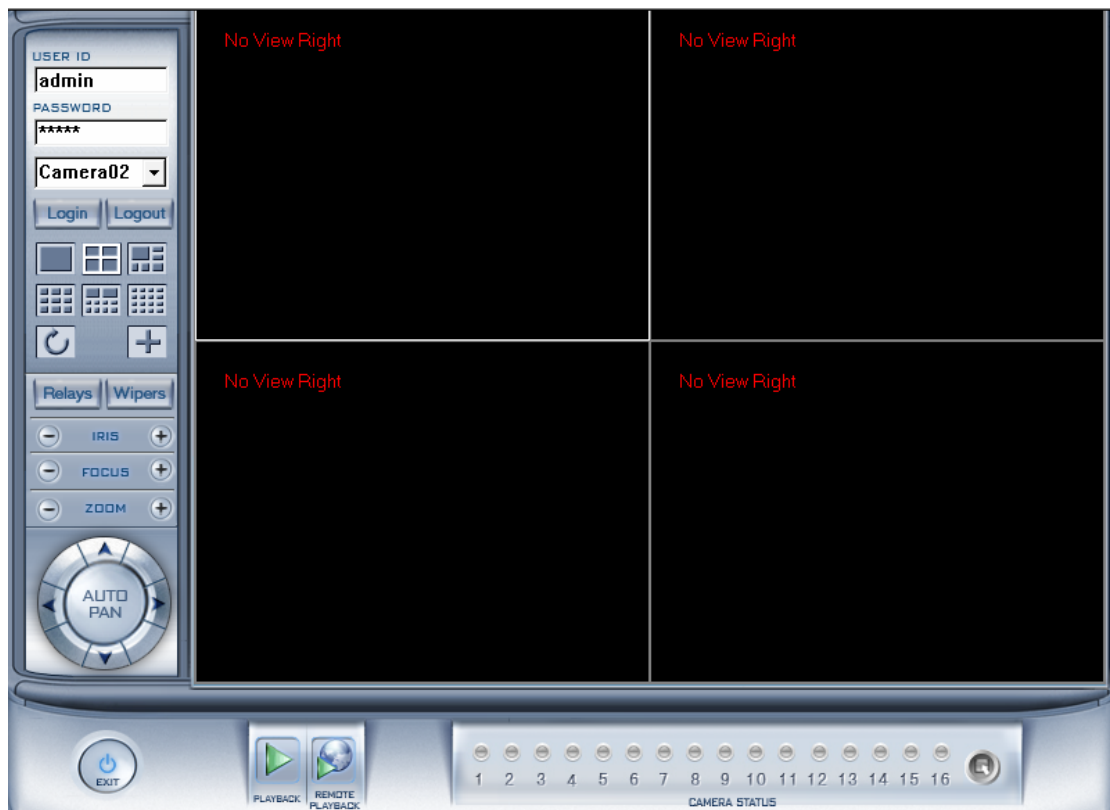 USER ID
admin
PASSWORD
*****
Camera02
Login Logout
Relays Wipers
IRIS
FOCUS
ZOOM
AUTO
PAN
No View Right
No View Right
No View Right
No View Right
EXIT
PLAYBACK
REMOTE
PLAYBACK
1 2 3 4 5 6 7 8 9 10 11 12 13 14 15 16
CAMERA STATUS